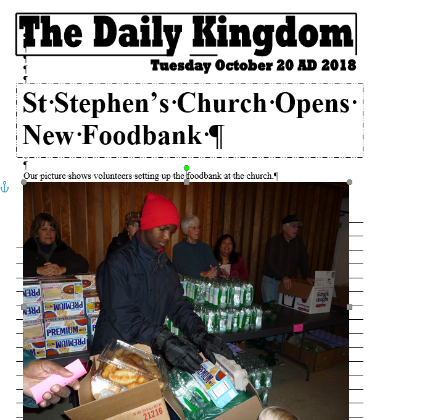 The Daily Kingdom
Tuesday October 20 AD 2018
St·Stephen's·Church·Opens·
New·Foodbank·¶
¶
Our picture shows volunteers setting up the foodbank at the church.¶
PREMIUM
PREMIUM
21216